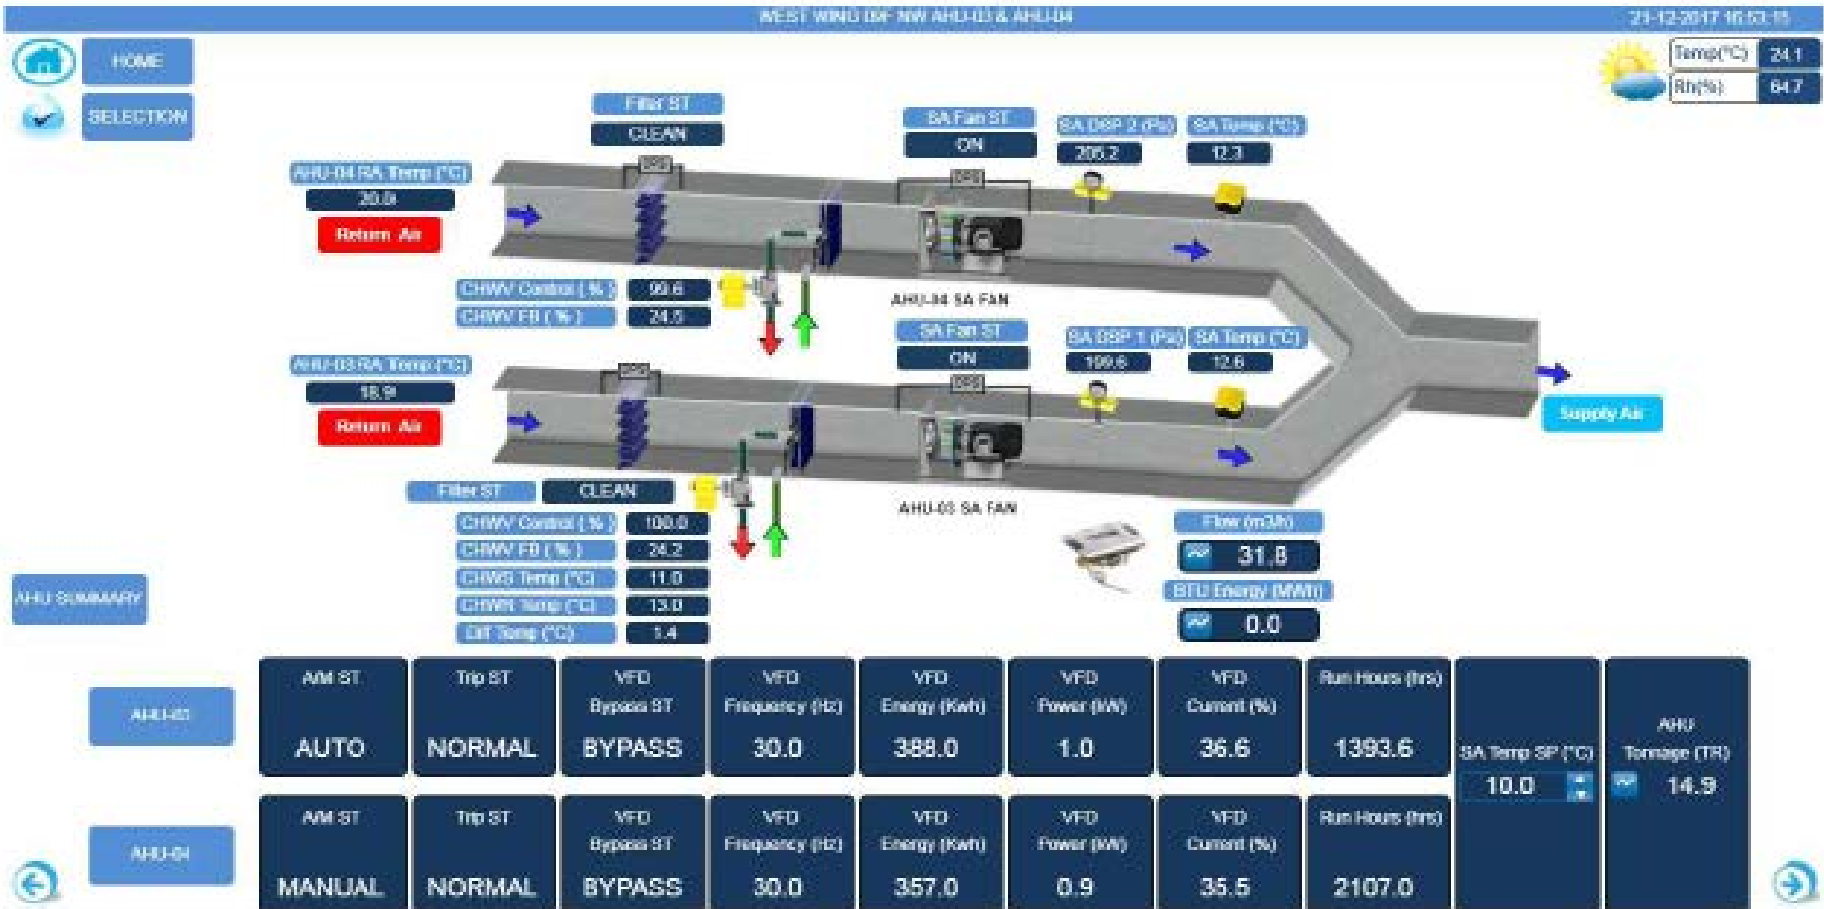 WEST WING 09F NW AHU-03 & AHU-04
21-12-2017 16:53:15
HOME
SELECTION
Temp(°C) 24.1
Rh(%) 64.7
Filter ST
CLEAN
SA Fan ST
ON
SA DSP 2 (Pa)
205.2
SA Temp (°C)
12.3
AHU-04 RA Temp (°C)
20.0
Return Air
DPS
DPS
CHWV Control ( % ) 99.6
CHWV FB ( % ) 24.5
AHU-04 SA FAN
SA Fan ST
ON
SA DSP 1 (Pa)
199.6
SA Temp (°C)
12.6
AHU-03 RA Temp (°C)
18.9
Return Air
DPS
DPS
Supply Air
Filter ST CLEAN
AHU-03 SA FAN
CHWV Control ( % ) 100.0
CHWV FB ( % ) 24.2
CHWS Temp (°C) 11.0
CHWR Temp (°C) 13.0
Diff Temp (°C) 1.4
Flow (m3/h)
31.8
BTU Energy (MWh)
0.0
AHU SUMMARY
AHU-03
A/M ST
AUTO
Trip ST
NORMAL
VFD
Bypass ST
BYPASS
VFD
Frequency (Hz)
30.0
VFD
Energy (Kwh)
388.0
VFD
Power (kW)
1.0
VFD
Current (%)
36.6
Run Hours (hrs)
1393.6
SA Temp SP (°C)
10.0
AHU
Tonnage (TR)
14.9
AHU-04
A/M ST
MANUAL
Trip ST
NORMAL
VFD
Bypass ST
BYPASS
VFD
Frequency (Hz)
30.0
VFD
Energy (Kwh)
357.0
VFD
Power (kW)
0.9
VFD
Current (%)
35.5
Run Hours (hrs)
2107.0